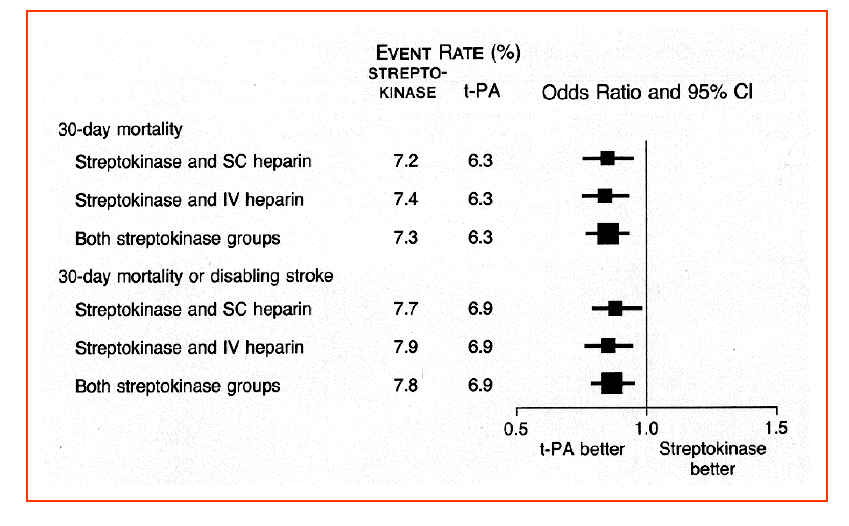 EVENT RATE (%)
STREPTO-
KINASE t-PA Odds Ratio and 95% CI
30-day mortality
Streptokinase and SC heparin 7.2 6.3
Streptokinase and IV heparin 7.4 6.3
Both streptokinase groups 7.3 6.3
30-day mortality or disabling stroke
Streptokinase and SC heparin 7.7 6.9
Streptokinase and IV heparin 7.9 6.9
Both streptokinase groups 7.8 6.9
0.5 1.0 1.5
t-PA better Streptokinase
better